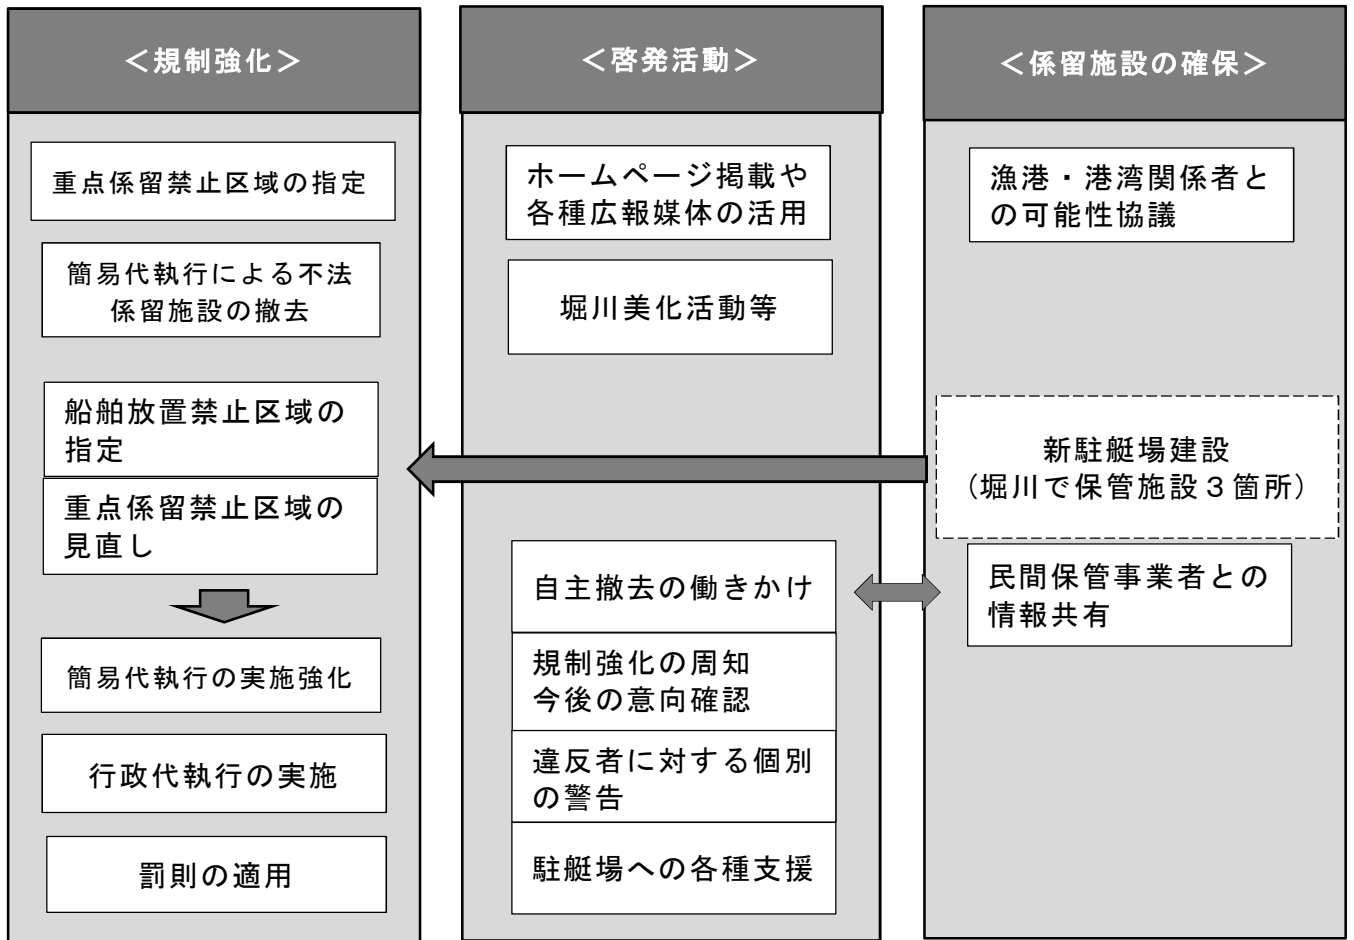 ＜規制強化＞
重点係留禁止区域の指定
簡易代執行による不法
係留施設の撤去
船舶放置禁止区域の
指定
重点係留禁止区域の
見直し
簡易代執行の実施強化
行政代執行の実施
罰則の適用
＜啓発活動＞
ホームページ掲載や
各種広報媒体の活用
堀川美化活動等
自主撤去の働きかけ
規制強化の周知
今後の意向確認
違反者に対する個別
の警告
駐艇場への各種支援
＜係留施設の確保＞
漁港・港湾関係者と
の可能性協議
新駐艇場建設
（堀川で保管施設３箇所）
民間保管事業者との
情報共有